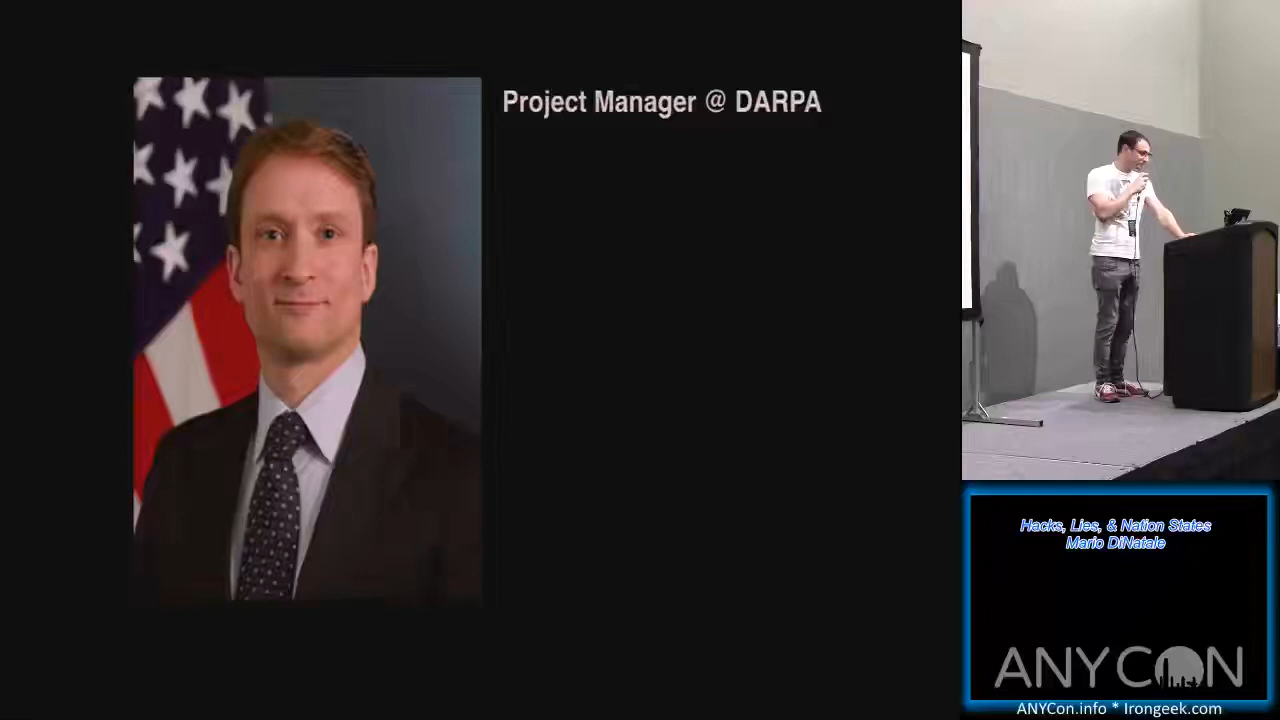 Project Manager @ DARPA
Hacks, Lies, & Nation States
Mario DiNatale
ANYCON
ANYCon.info * Irongeek.com